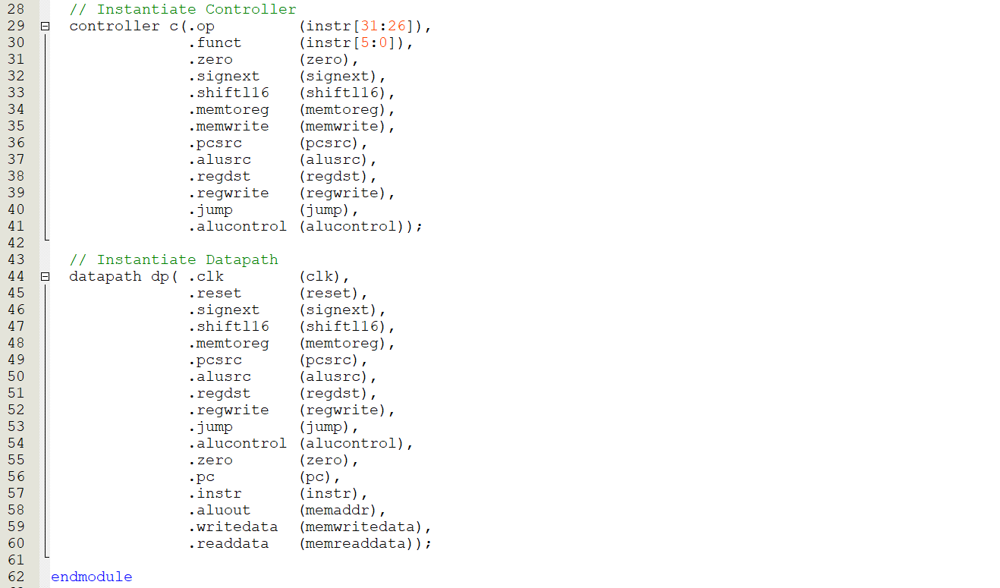 28 // Instantiate Controller
29 controller c(.op (instr[31:26]),
30 .funct (instr[5:0]),
31 .zero (zero),
32 .signext (signext),
33 .shiftl16 (shiftl16),
34 .memtoreg (memtoreg),
35 .memwrite (memwrite),
36 .pcsrc (pcsrc),
37 .alusrc (alusrc),
38 .regdst (regdst),
39 .regwrite (regwrite),
40 .jump (jump),
41 .alucontrol (alucontrol));
42
43 // Instantiate Datapath
44 datapath dp( .clk (clk),
45 .reset (reset),
46 .signext (signext),
47 .shiftl16 (shiftl16),
48 .memtoreg (memtoreg),
49 .pcsrc (pcsrc),
50 .alusrc (alusrc),
51 .regdst (regdst),
52 .regwrite (regwrite),
53 .jump (jump),
54 .alucontrol (alucontrol),
55 .zero (zero),
56 .pc (pc),
57 .instr (instr),
58 .aluout (memaddr),
59 .writedata (memwritedata),
60 .readdata (memreaddata));
61
62 endmodule